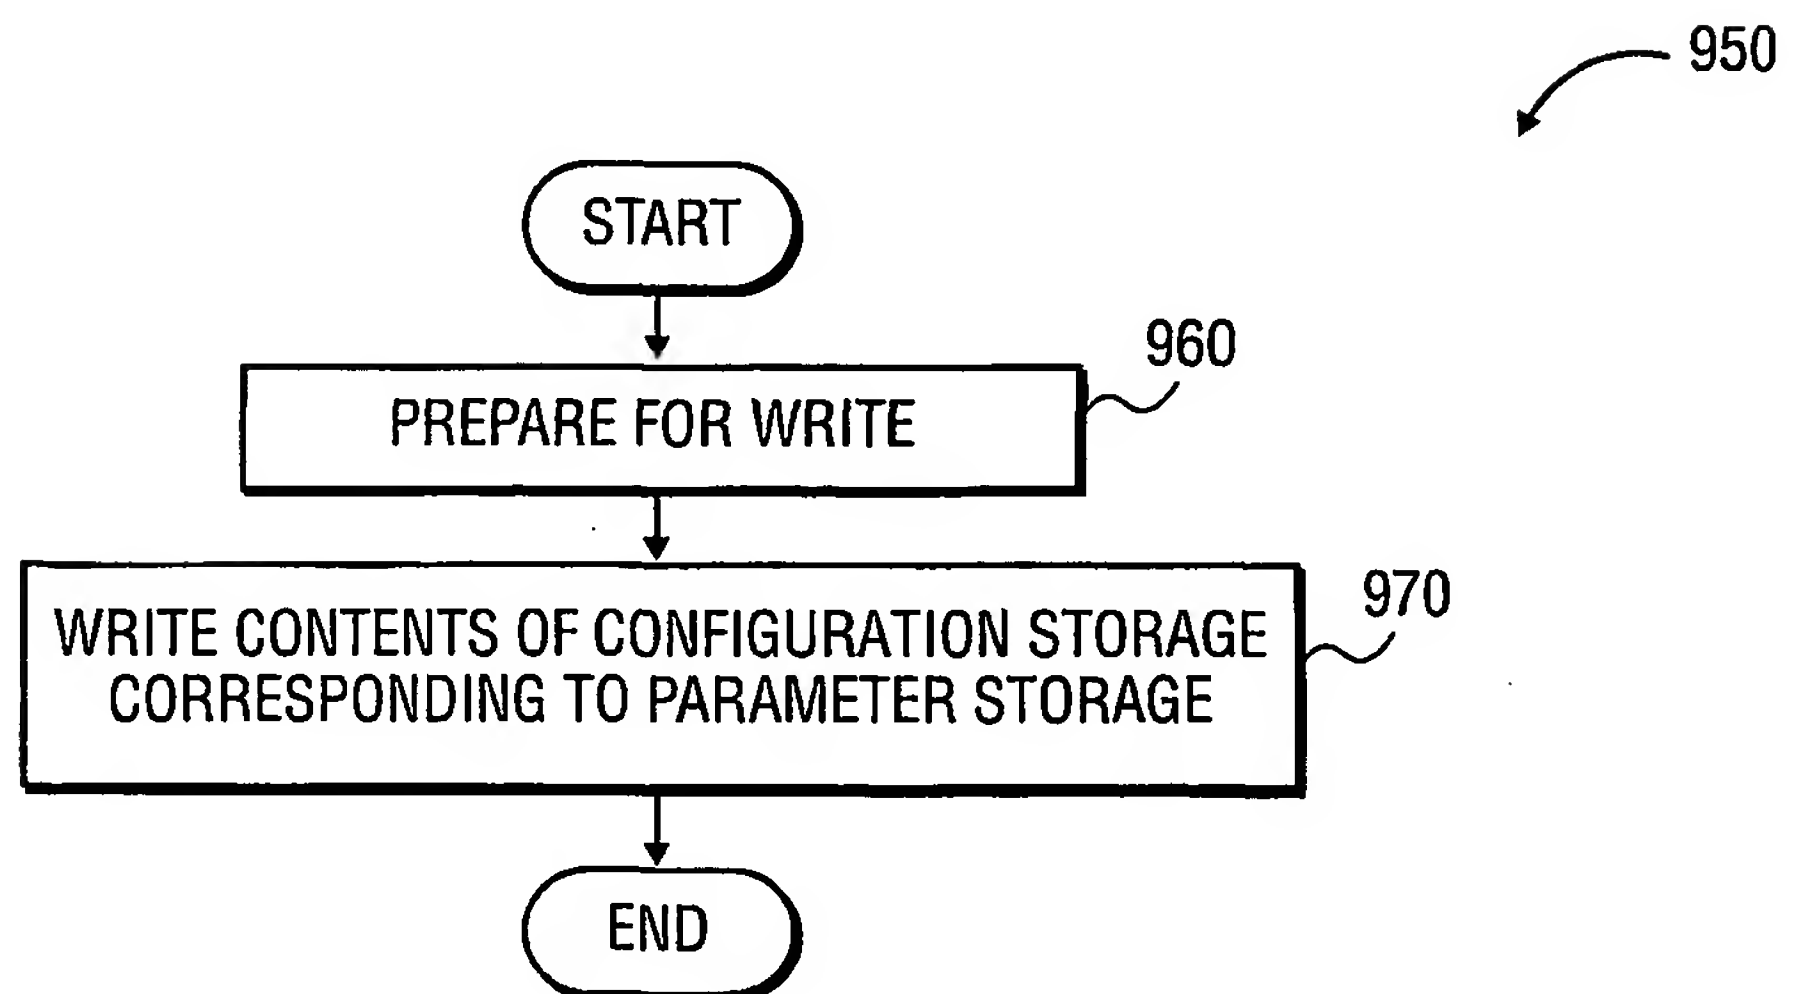 950
START
960
PREPARE FOR WRITE
970
WRITE CONTENTS OF CONFIGURATION STORAGE
CORRESPONDING TO PARAMETER STORAGE
END